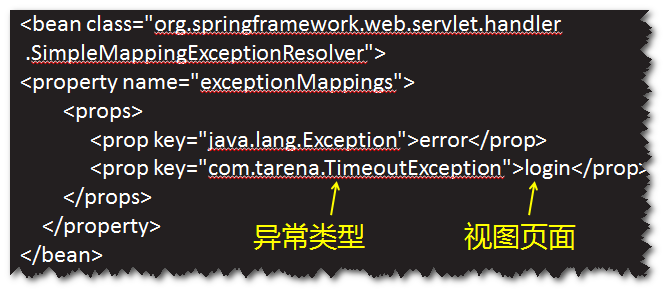 <bean class="org.springframework.web.servlet.handler
.SimpleMappingExceptionResolver">
<property name="exceptionMappings">
<props>
<prop key="java.lang.Exception">error</prop>
<prop key="com.tarena.TimeoutException">login</prop>
</props>
</property>
异常类型 视图页面
</bean>